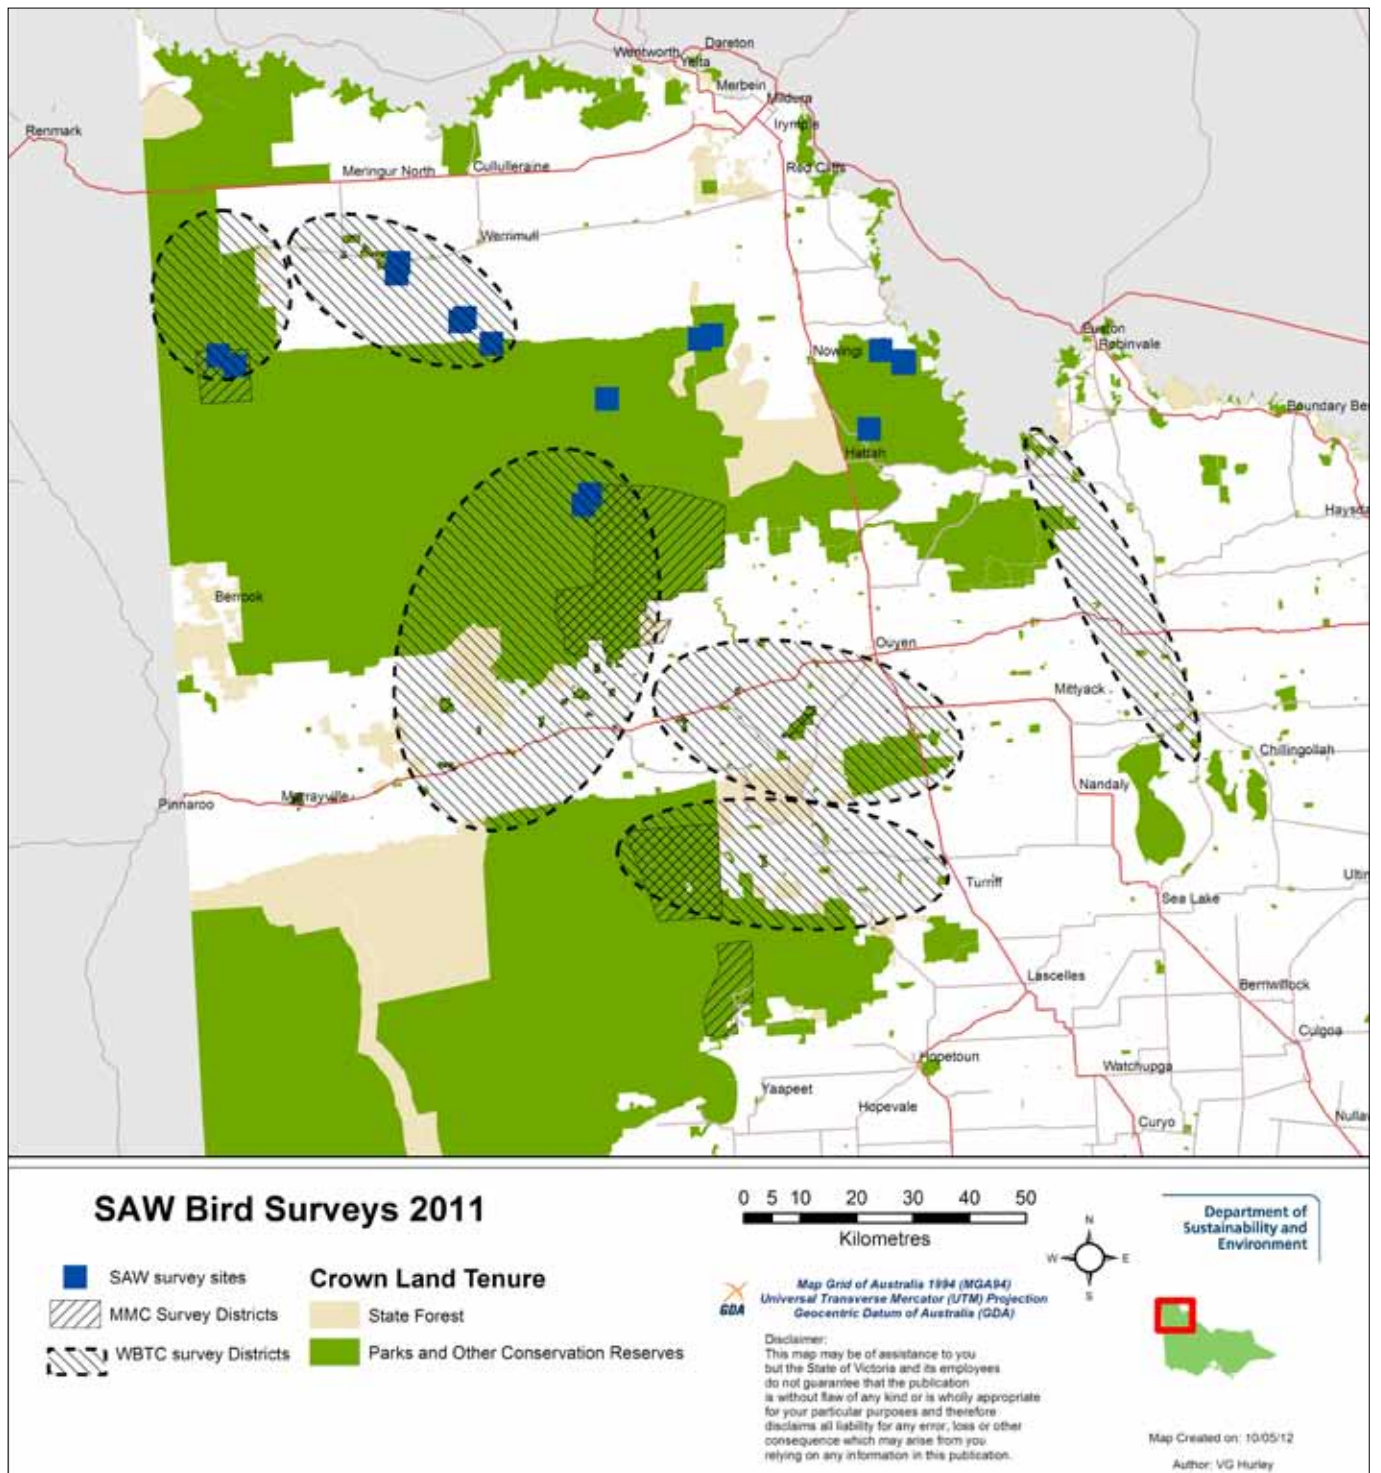 Wentworth
Dareton
Yelta
Merbein
Mildura
Irymple
Renmark
Red Cliffs
Meringur North
Cullulleraine
Werrimull
Euston
Robinvale
Nowingi
Boundary Be
Hattah
Haysda
Berrook
Ouyen
Mittyack
Chillingollah
Nandaly
Pinnaroo
Murrayville
Turriff
Ultim
Sea Lake
Lascelles
Berriwillock
Culgoa
Hopetoun
Watchupga
Yaapeet
Hopevale
Curyo
Nullaw
SAW Bird Surveys 2011
SAW survey sites
MMC Survey Districts
WBTC survey Districts
Crown Land Tenure
State Forest
Parks and Other Conservation Reserves
0 5 10 20 30 40 50
Kilometres
N
W E
S
Department of
Sustainability and
Environment
GDA
Map Grid of Australia 1994 (MGA94)
Universal Transverse Mercator (UTM) Projection
Geocentric Datum of Australia (GDA)
Disclaimer:
This map may be of assistance to you
but the State of Victoria and its employees
do not guarantee that the publication
is without flaw of any kind or is wholly appropriate
for your particular purposes and therefore
disclaims all liability for any error, loss or other
consequence which may arise from you
relying on any information in this publication.
Map Created on: 10/05/12
Author: VG Hurley